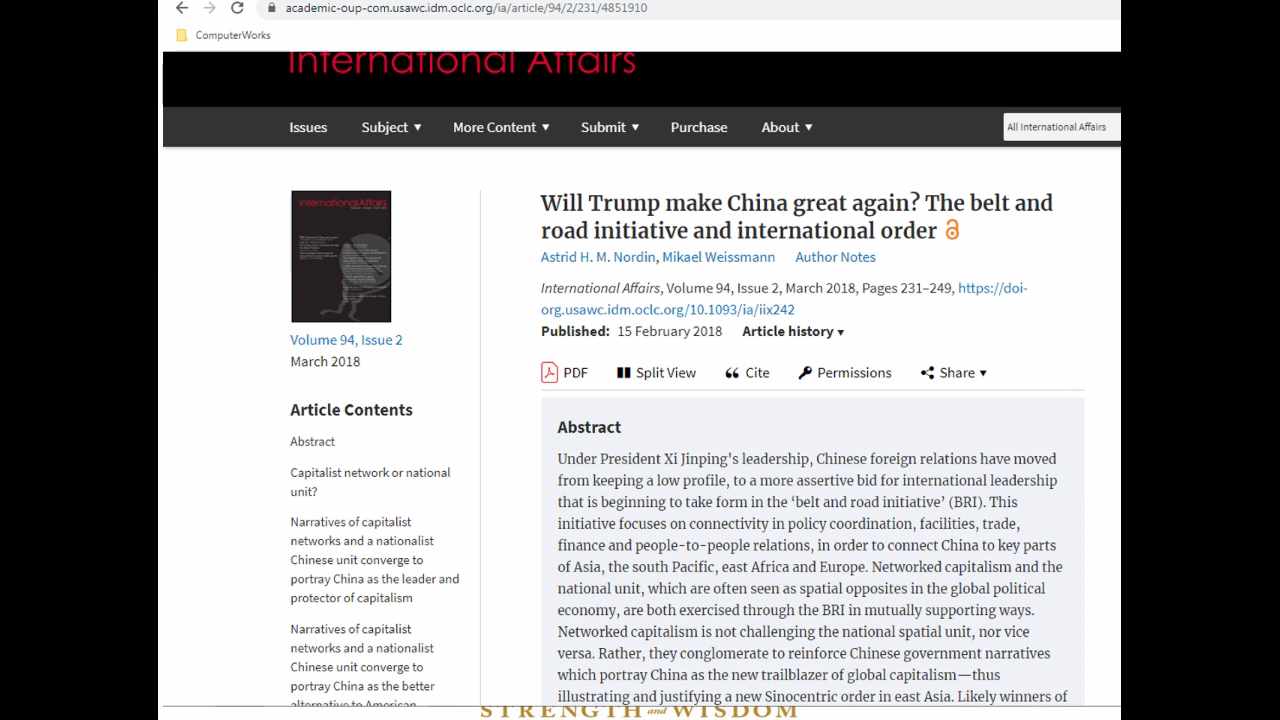 academic-oup-com.usawc.idm.oclc.org/ia/article/94/2/231/4851910
ComputerWorks
International Affairs
Issues
Subject ▼
More Content ▼
Submit ▼
Purchase
About ▼
All International Affairs
InternationalAffairs
Volume 94, Issue 2
March 2018
Article Contents
Abstract
Capitalist network or national
unit?
Narratives of capitalist
networks and a nationalist
Chinese unit converge to
portray China as the leader and
protector of capitalism
Narratives of capitalist
networks and a nationalist
Chinese unit converge to
portray China as the better
alternative to American
Will Trump make China great again? The belt and
road initiative and international order
Astrid H. M. Nordin, Mikael Weissmann Author Notes
International Affairs, Volume 94, Issue 2, March 2018, Pages 231–249, https://doi-
org.usawc.idm.oclc.org/10.1093/ia/iix242
Published: 15 February 2018 Article history ▾
PDF
Split View
Cite
Permissions
Share ▾
Abstract
Under President Xi Jinping's leadership, Chinese foreign relations have moved
from keeping a low profile, to a more assertive bid for international leadership
that is beginning to take form in the ‘belt and road initiative’ (BRI). This
initiative focuses on connectivity in policy coordination, facilities, trade,
finance and people-to-people relations, in order to connect China to key parts
of Asia, the south Pacific, east Africa and Europe. Networked capitalism and the
national unit, which are often seen as spatial opposites in the global political
economy, are both exercised through the BRI in mutually supporting ways.
Networked capitalism is not challenging the national spatial unit, nor vice
versa. Rather, they conglomerate to reinforce Chinese government narratives
which portray China as the new trailblazer of global capitalism—thus
illustrating and justifying a new Sinocentric order in east Asia. Likely winners of
STRENGTH and WISDOM